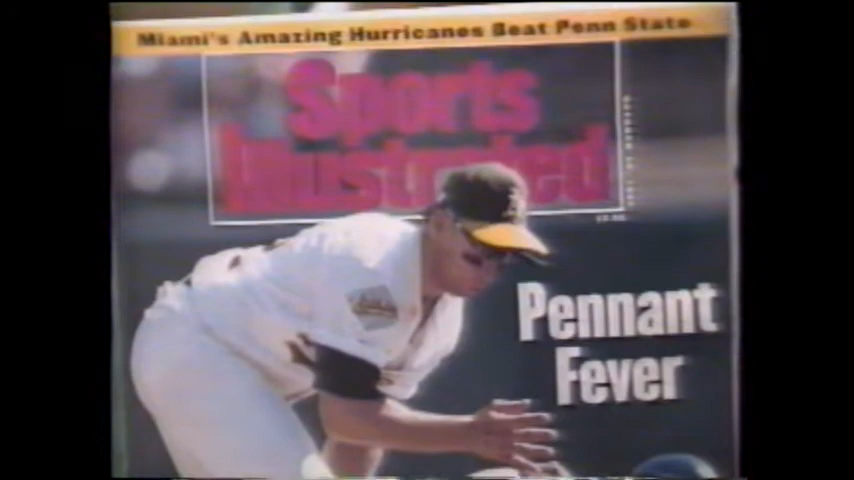 Miami's Amazing Hurricanes Beat Penn State
Sports
Illustrated
Pennant
Fever